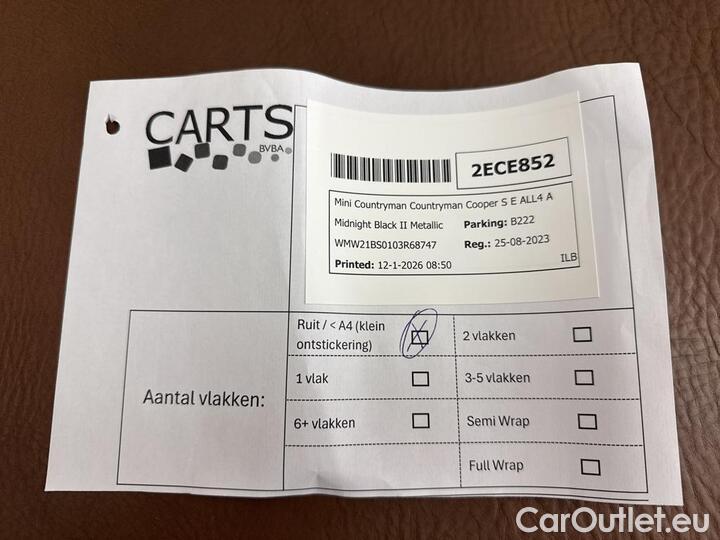 CARTS
BVBA
2ECE852
Mini Countryman Countryman Cooper S E ALL4 A
Midnight Black II Metallic Parking: B222
WMW21BS0103R68747 Reg.: 25-08-2023
Printed: 12-1-2026 08:50 ILB
Aantal vlakken:
Ruit / < A4 (klein
ontstickering)
2 vlakken
1 vlak
3-5 vlakken
6+ vlakken
Semi Wrap
Full Wrap
CarOutlet.eu